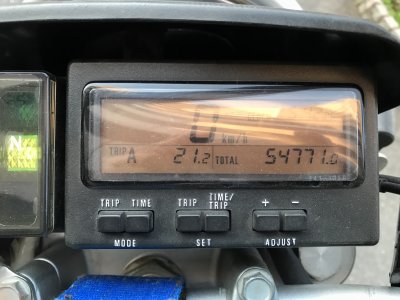 0
km/h
N
TRIP A 21.2 TOTAL 54771.0
TRIP TIME TRIP TIME/TRIP + -
MODE SET ADJUST